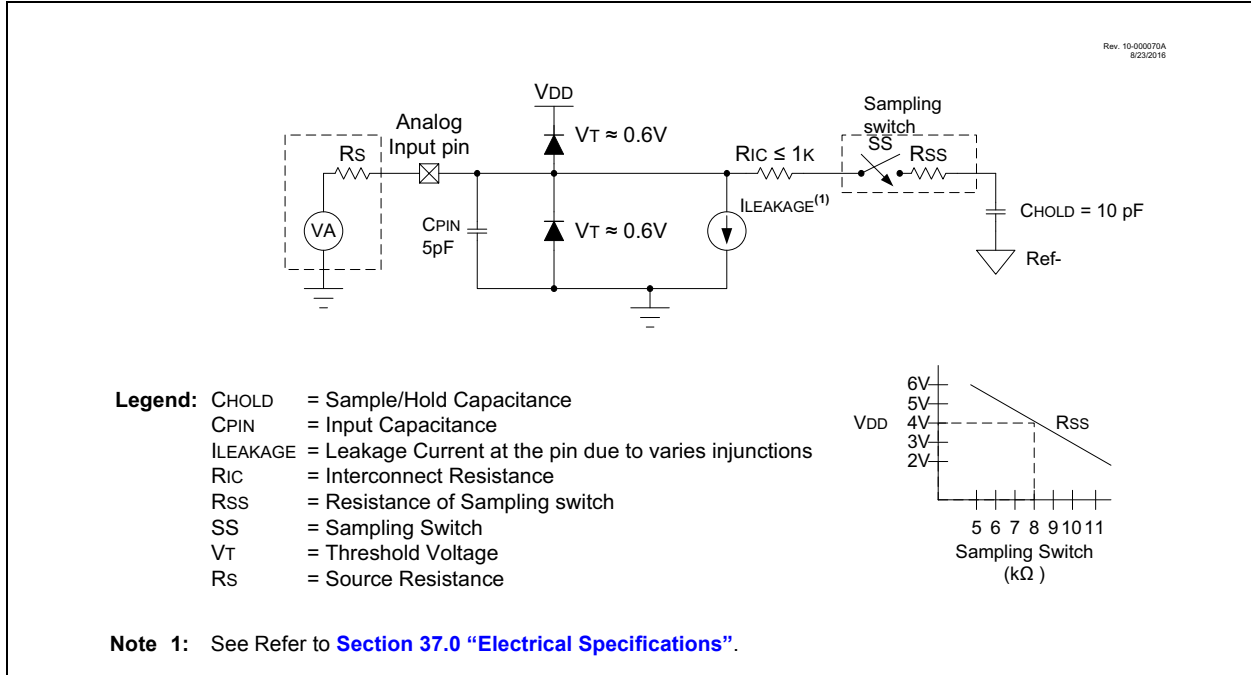 Rev. 10-000070A
8/23/2016
VDD
Sampling
switch
Analog
Input pin
VT ≈ 0.6V
RS
RIC ≤ 1K
SS
RSS
ILEAKAGE(1)
VA
CPIN
5pF
VT ≈ 0.6V
CHOLD = 10 pF
Ref-
Legend: CHOLD = Sample/Hold Capacitance
CPIN = Input Capacitance
ILEAKAGE = Leakage Current at the pin due to varies injunctions
RIC = Interconnect Resistance
RSS = Resistance of Sampling switch
SS = Sampling Switch
VT = Threshold Voltage
RS = Source Resistance
6V
5V
VDD 4V RSS
3V
2V
5 6 7 8 9 10 11
Sampling Switch
(kΩ )
Note 1: See Refer to Section 37.0 “Electrical Specifications”.